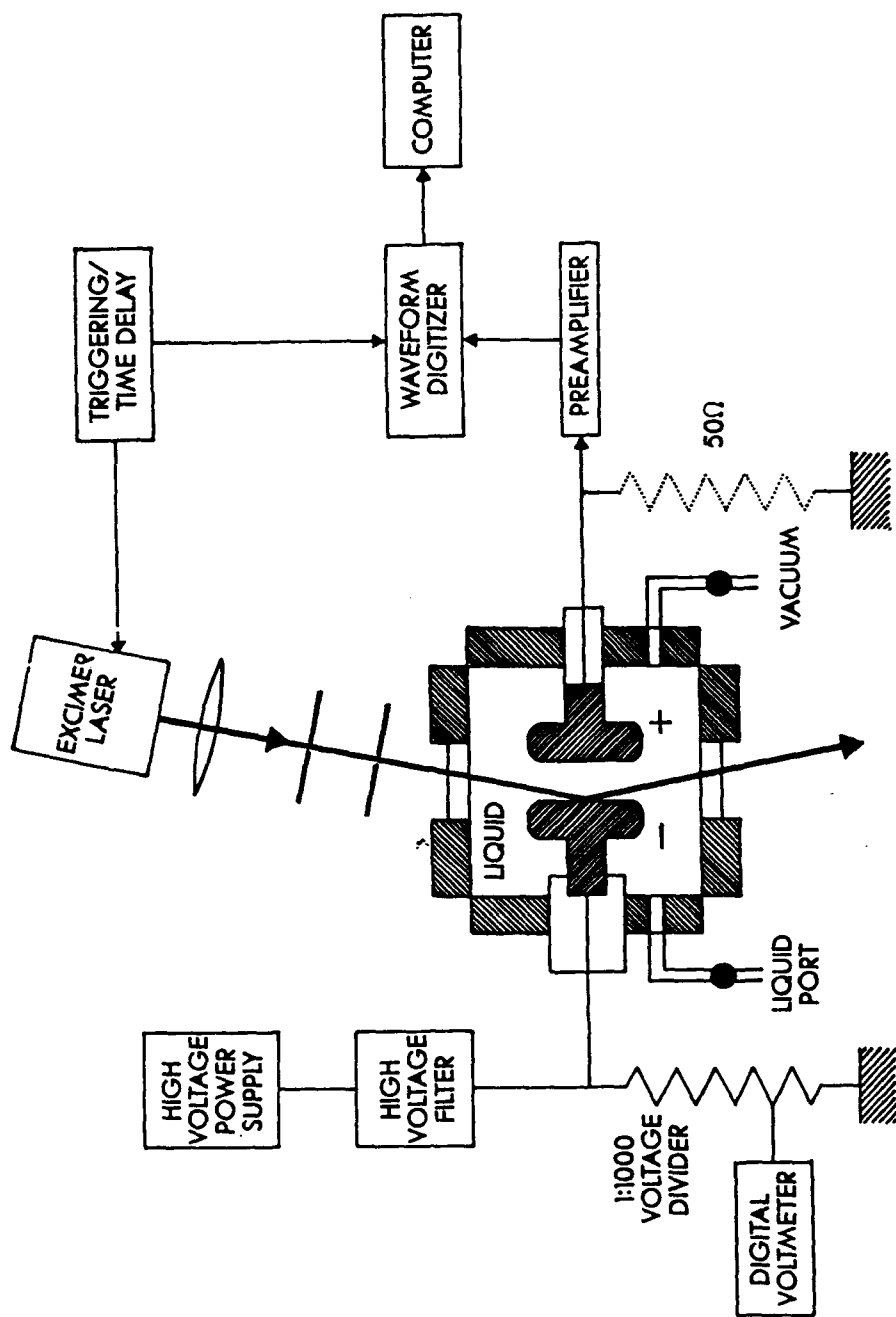 EXCIMER
LASER
TRIGGERING/
TIME DELAY
COMPUTER
WAVEFORM
DIGITIZER
PREAMPLIFIER
50Ω
HIGH
VOLTAGE
POWER
SUPPLY
HIGH
VOLTAGE
FILTER
LIQUID
-
+
VACUUM
LIQUID
PORT
1:1000
VOLTAGE
DIVIDER
DIGITAL
VOLTMETER